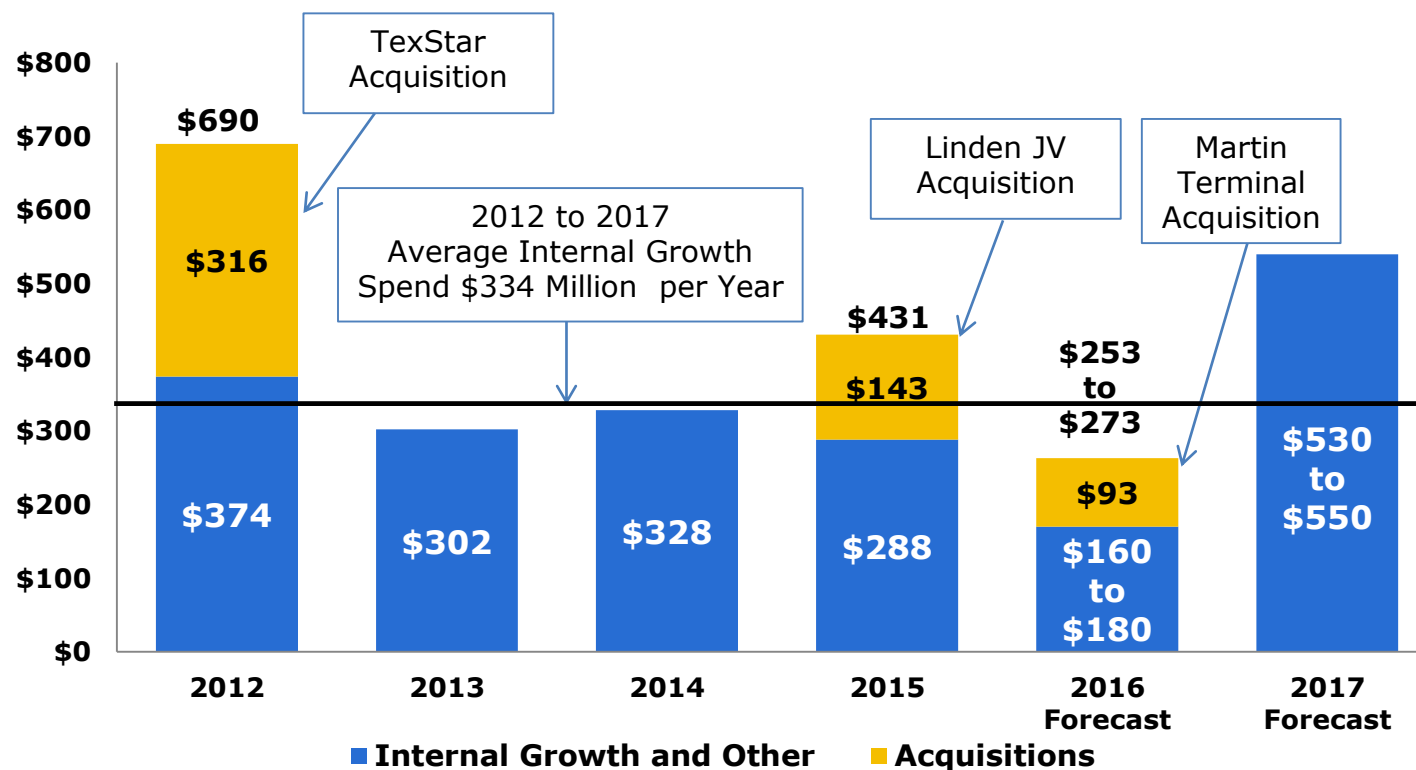 TexStar
Acquisition
$800
$700
$600
$500
$400
$300
$200
$100
$0
$690
$316
$374
2012 to 2017
Average Internal Growth
Spend $334 Million  per Year
$302
$328
Linden JV
Acquisition
$431
$143
$288
Martin
Terminal
Acquisition
$253
to
$273
$93
$160
to
$180
$530
to
$550
2012
2013
2014
2015
2016
Forecast
2017
Forecast
Internal Growth and Other
Acquisitions